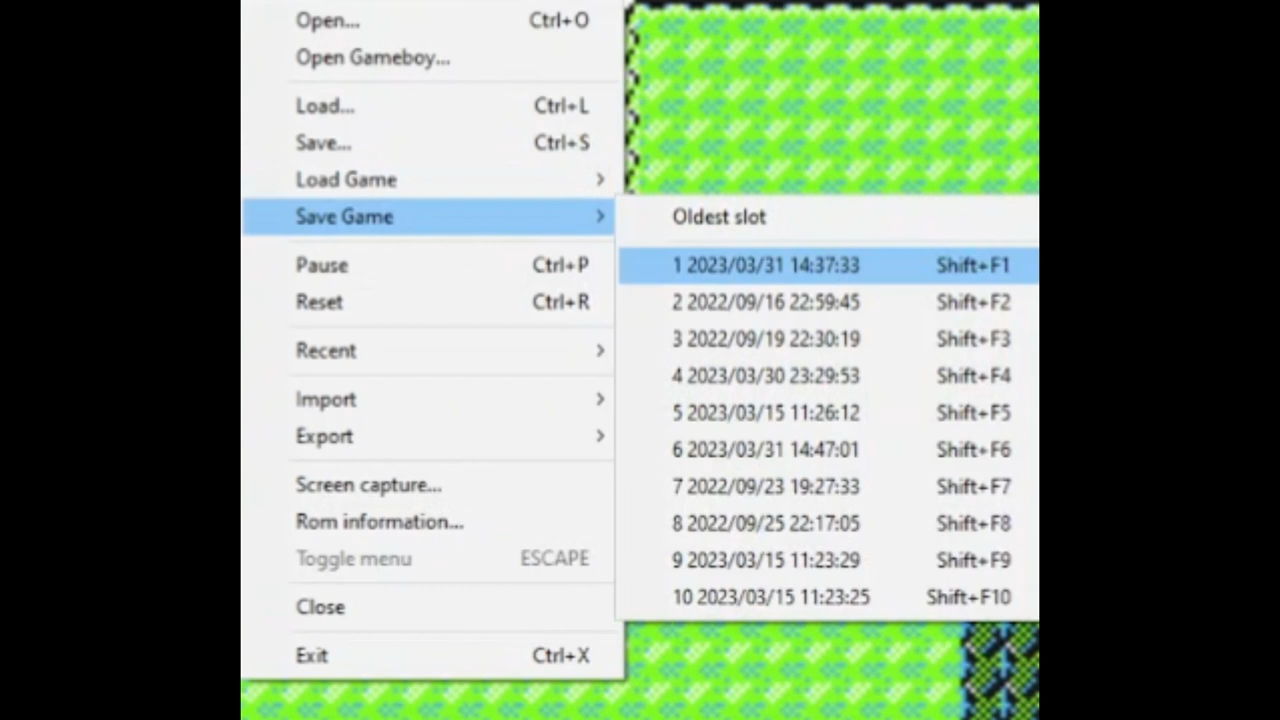 Open... Ctrl+O
Open Gameboy...
Load... Ctrl+L
Save... Ctrl+S
Load Game
Save Game
Pause Ctrl+P
Reset Ctrl+R
Recent
Import
Export
Screen capture...
Rom information...
Toggle menu ESCAPE
Close
Exit Ctrl+X
Oldest slot
1 2023/03/31 14:37:33 Shift+F1
2 2022/09/16 22:59:45 Shift+F2
3 2022/09/19 22:30:19 Shift+F3
4 2023/03/30 23:29:53 Shift+F4
5 2023/03/15 11:26:12 Shift+F5
6 2023/03/31 14:47:01 Shift+F6
7 2022/09/23 19:27:33 Shift+F7
8 2022/09/25 22:17:05 Shift+F8
9 2023/03/15 11:23:29 Shift+F9
10 2023/03/15 11:23:25 Shift+F10